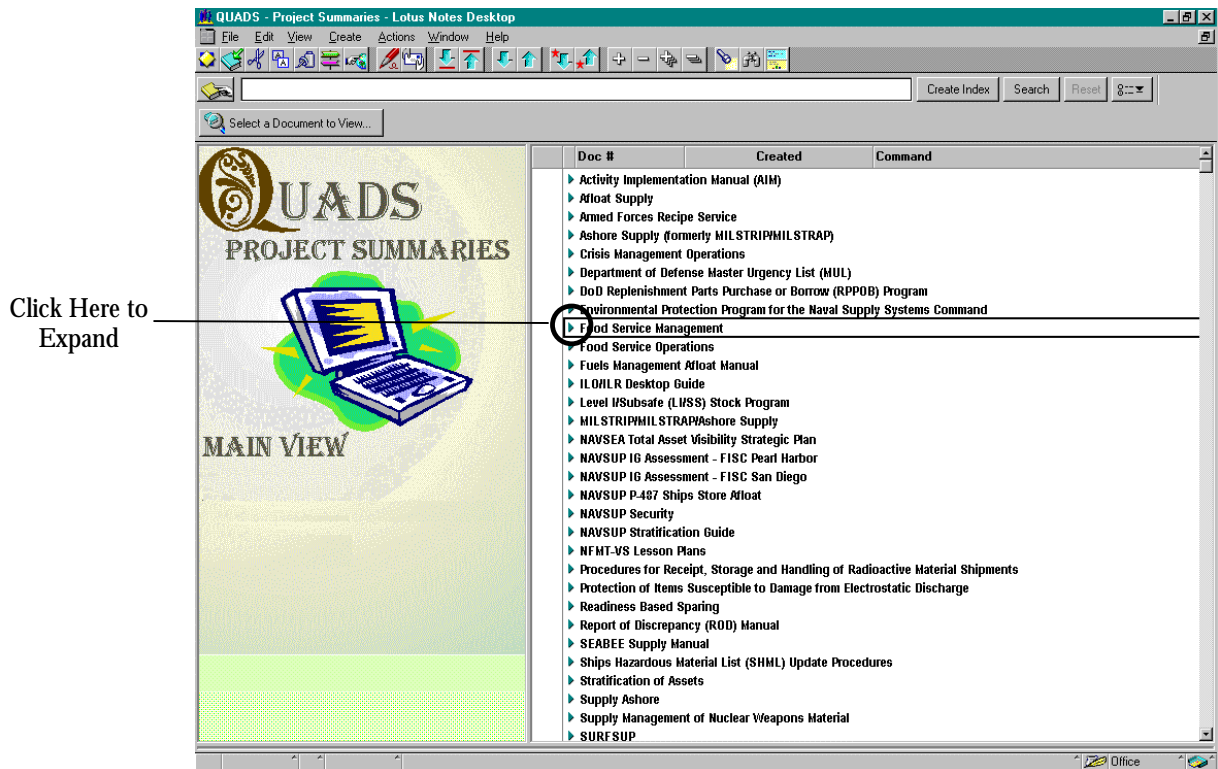 QUADS - Project Summaries - Lotus Notes Desktop
File Edit View Create Actions Window Help
Create Index Search Reset
Select a Document to View...
QUADS
PROJECT SUMMARIES
MAIN VIEW
Click Here to
Expand
Doc # Created Command
Activity Implementation Manual (AIM)
Afloat Supply
Armed Forces Recipe Service
Ashore Supply (formerly MILSTRIP/MILSTRAP)
Crisis Management Operations
Department of Defense Master Urgency List (MUL)
DoD Replenishment Parts Purchase or Borrow (RPPOB) Program
Environmental Protection Program for the Naval Supply Systems Command
Food Service Management
Food Service Operations
Fuels Management Afloat Manual
ILO/ILR Desktop Guide
Level I/Subsafe (LI/SS) Stock Program
MILSTRIP/MILSTRAP/Ashore Supply
NAVSEA Total Asset Visibility Strategic Plan
NAVSUP IG Assessment - FISC Pearl Harbor
NAVSUP IG Assessment - FISC San Diego
NAVSUP P-487 Ships Store Afloat
NAVSUP Security
NAVSUP Stratification Guide
NFMT-VS Lesson Plans
Procedures for Receipt, Storage and Handling of Radioactive Material Shipments
Protection of Items Susceptible to Damage from Electrostatic Discharge
Readiness Based Sparing
Report of Discrepancy (ROD) Manual
SEABEE Supply Manual
Ships Hazardous Material List (SHML) Update Procedures
Stratification of Assets
Supply Ashore
Supply Management of Nuclear Weapons Material
SURFSUP
Office